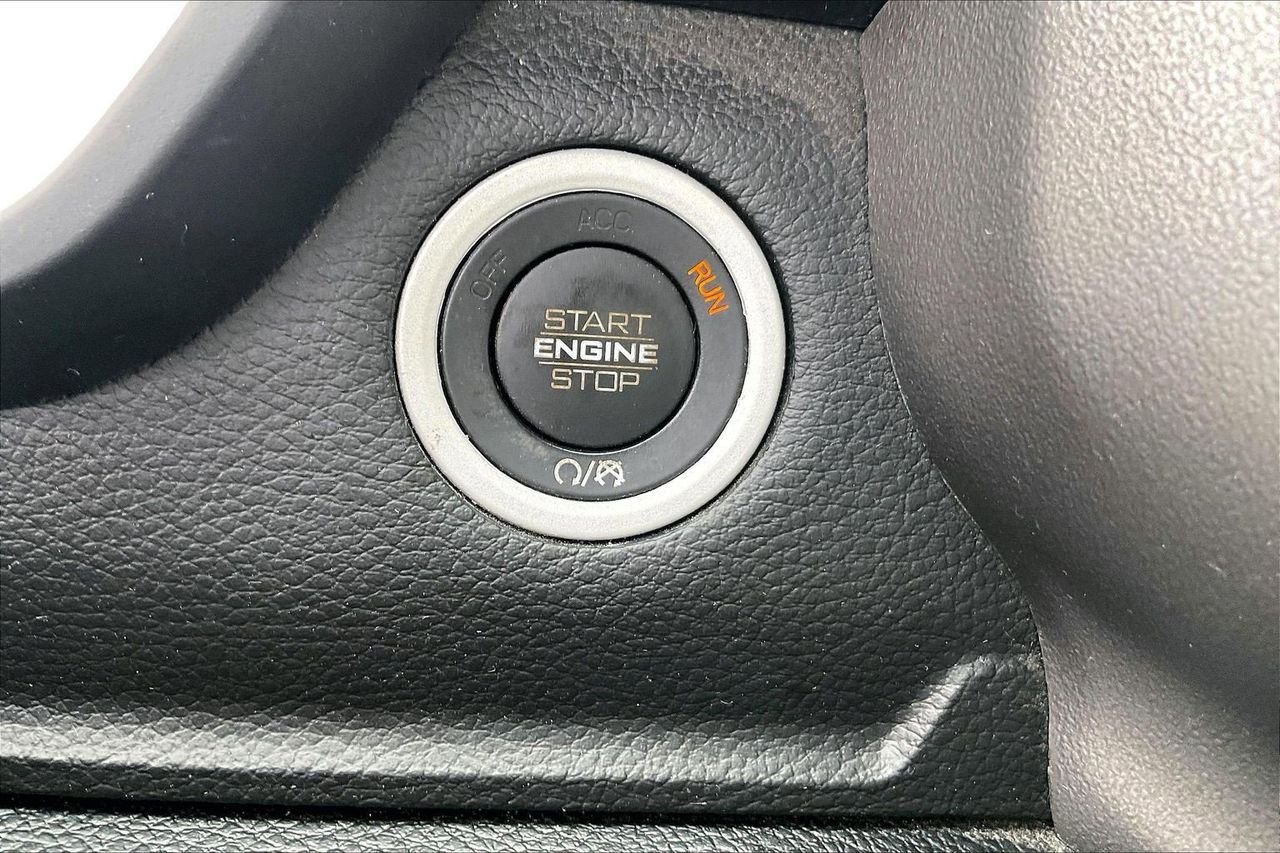 ACC
OFF
RUN
START
ENGINE
STOP